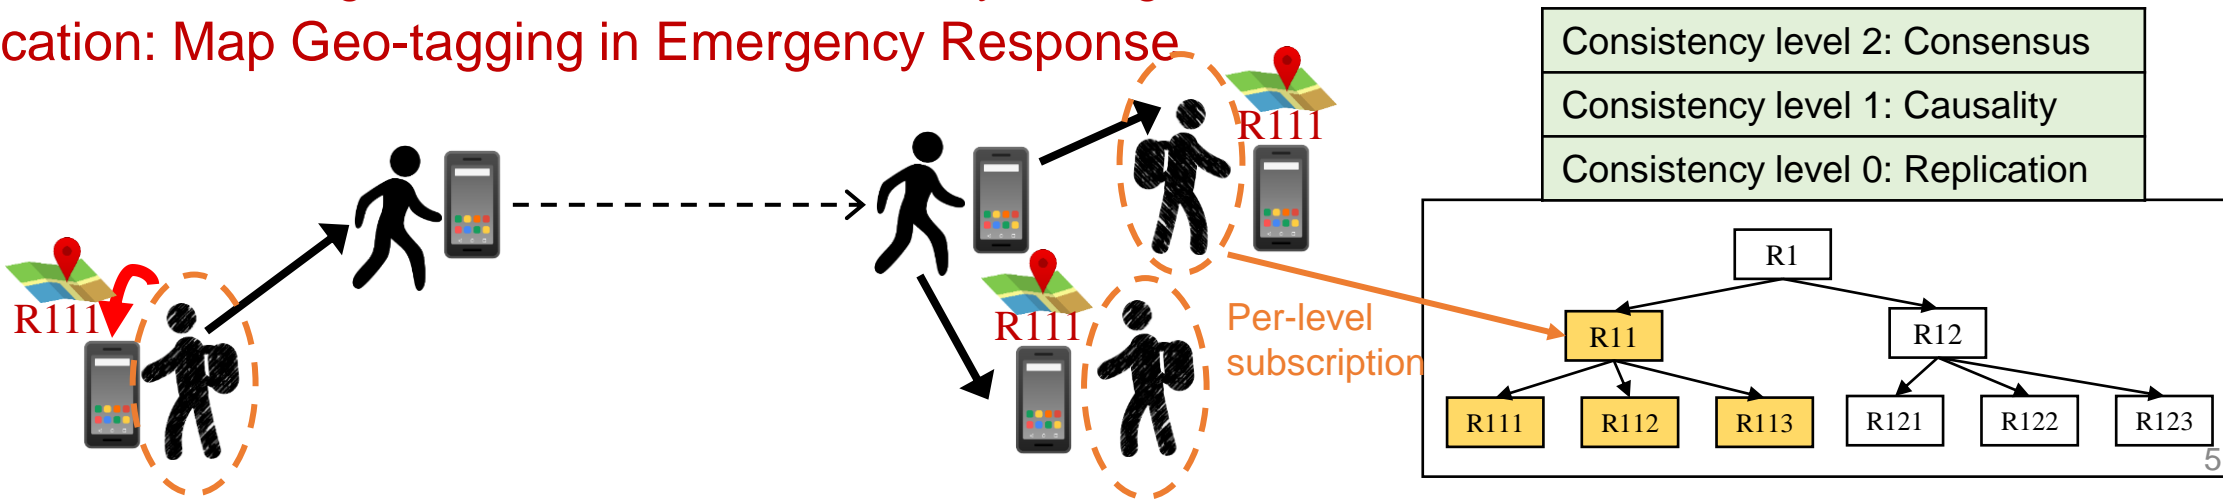 cation: Map Geo-tagging in Emergency Response
Consistency level 2: Consensus
Consistency level 1: Causality
Consistency level 0: Replication
R111
R111
R111
Per-level
subscription
R1
R11
R12
R111
R112
R113
R121
R122
R123
5